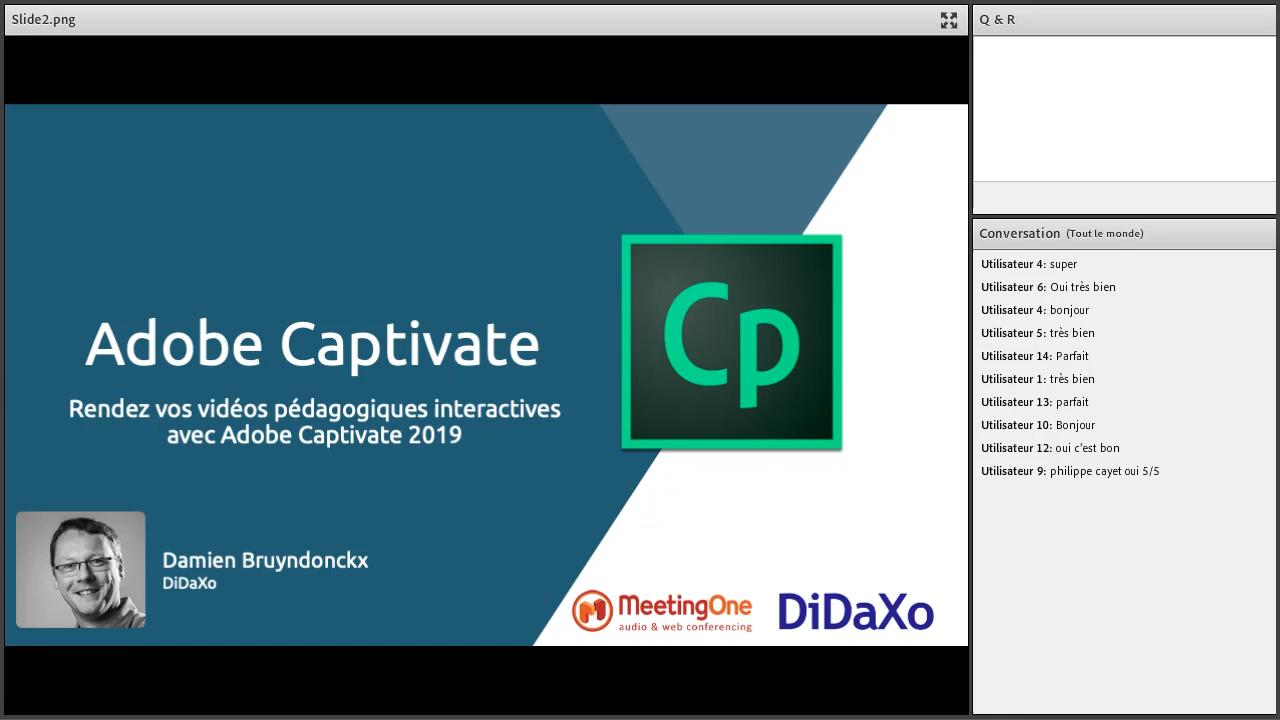 Slide2.png
Adobe Captivate
Rendez vos vidéos pédagogiques interactives
avec Adobe Captivate 2019
Cp
Damien Bruyndonckx
DiDaXo
MeetingOne
audio & web conferencing
DiDaXo
Q & R
Conversation (Tout le monde)
Utilisateur 4: super
Utilisateur 6: Oui très bien
Utilisateur 4: bonjour
Utilisateur 5: très bien
Utilisateur 14: Parfait
Utilisateur 1: très bien
Utilisateur 13: parfait
Utilisateur 10: Bonjour
Utilisateur 12: oui c'est bon
Utilisateur 9: philippe cayet oui 5/5